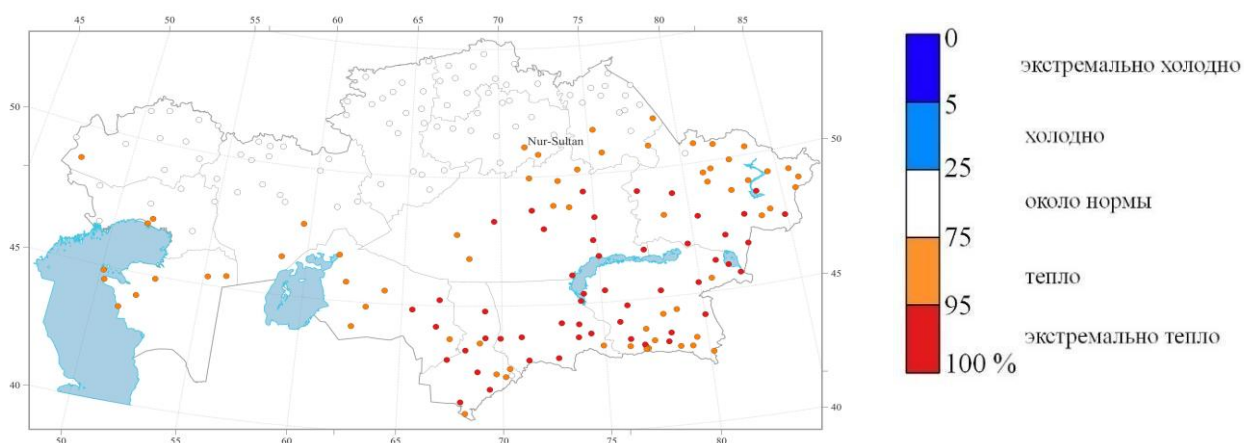 45 50 55 60 65 70 75 80 85
50
50
Nur-Sultan
45
45
40
40
50 55 60 65 70 75 80
0
экстремально холодно
5
холодно
25
около нормы
75
тепло
95
экстремально тепло
100 %